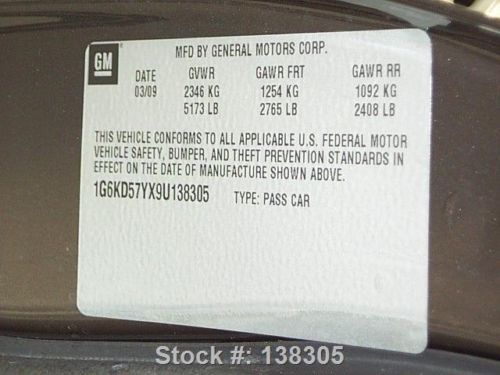 GM
MFD BY GENERAL MOTORS CORP.
DATE GVWR GAWR FRT GAWR RR
03/09 2346 KG 1254 KG 1092 KG
5173 LB 2765 LB 2408 LB
THIS VEHICLE CONFORMS TO ALL APPLICABLE U.S. FEDERAL MOTOR
VEHICLE SAFETY, BUMPER, AND THEFT PREVENTION STANDARDS IN
EFFECT ON THE DATE OF MANUFACTURE SHOWN ABOVE.
1G6KD57YX9U138305 TYPE: PASS CAR
Stock #: 138305